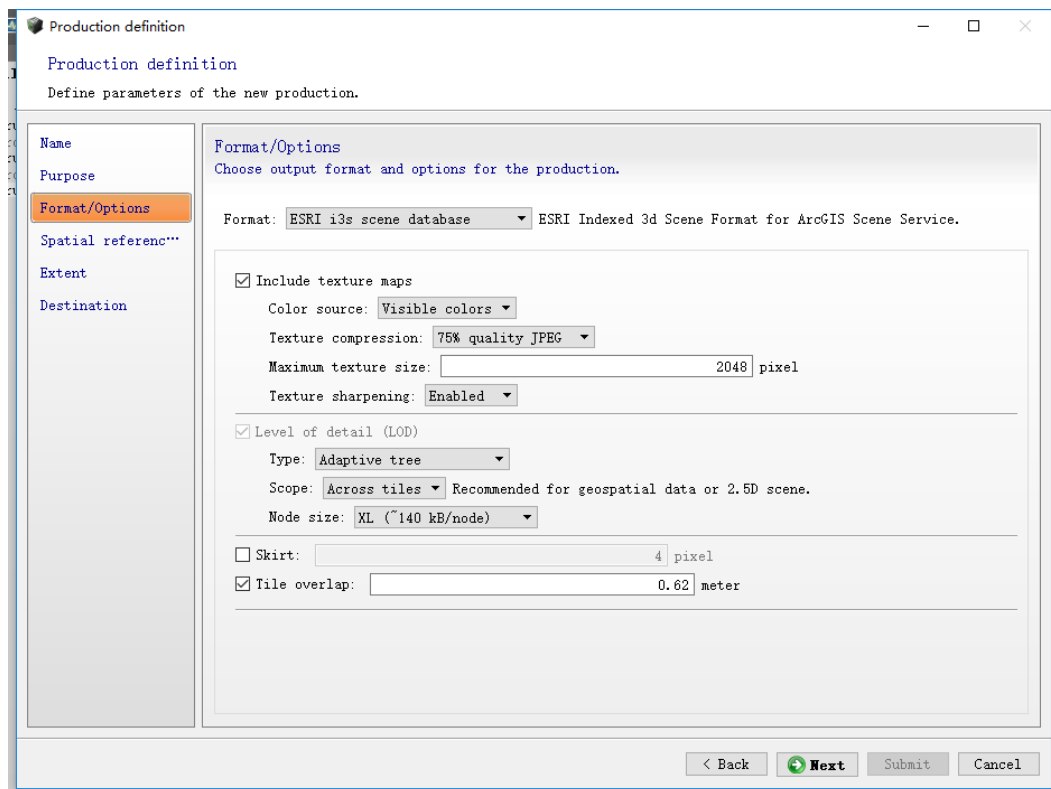 Production definition
Production definition
Define parameters of the new production.
Name
Purpose
Format/Options
Spatial referenc···
Extent
Destination
Format/Options
Choose output format and options for the production.
Format: ESRI i3s scene database ESRI Indexed 3d Scene Format for ArcGIS Scene Service.
Include texture maps
Color source: Visible colors
Texture compression: 75% quality JPEG
Maximum texture size: 2048 pixel
Texture sharpening: Enabled
Level of detail (LOD)
Type: Adaptive tree
Scope: Across tiles Recommended for geospatial data or 2.5D scene.
Node size: XL (~140 kB/node)
Skirt: 4 pixel
Tile overlap: 0.62 meter
< Back Next Submit Cancel